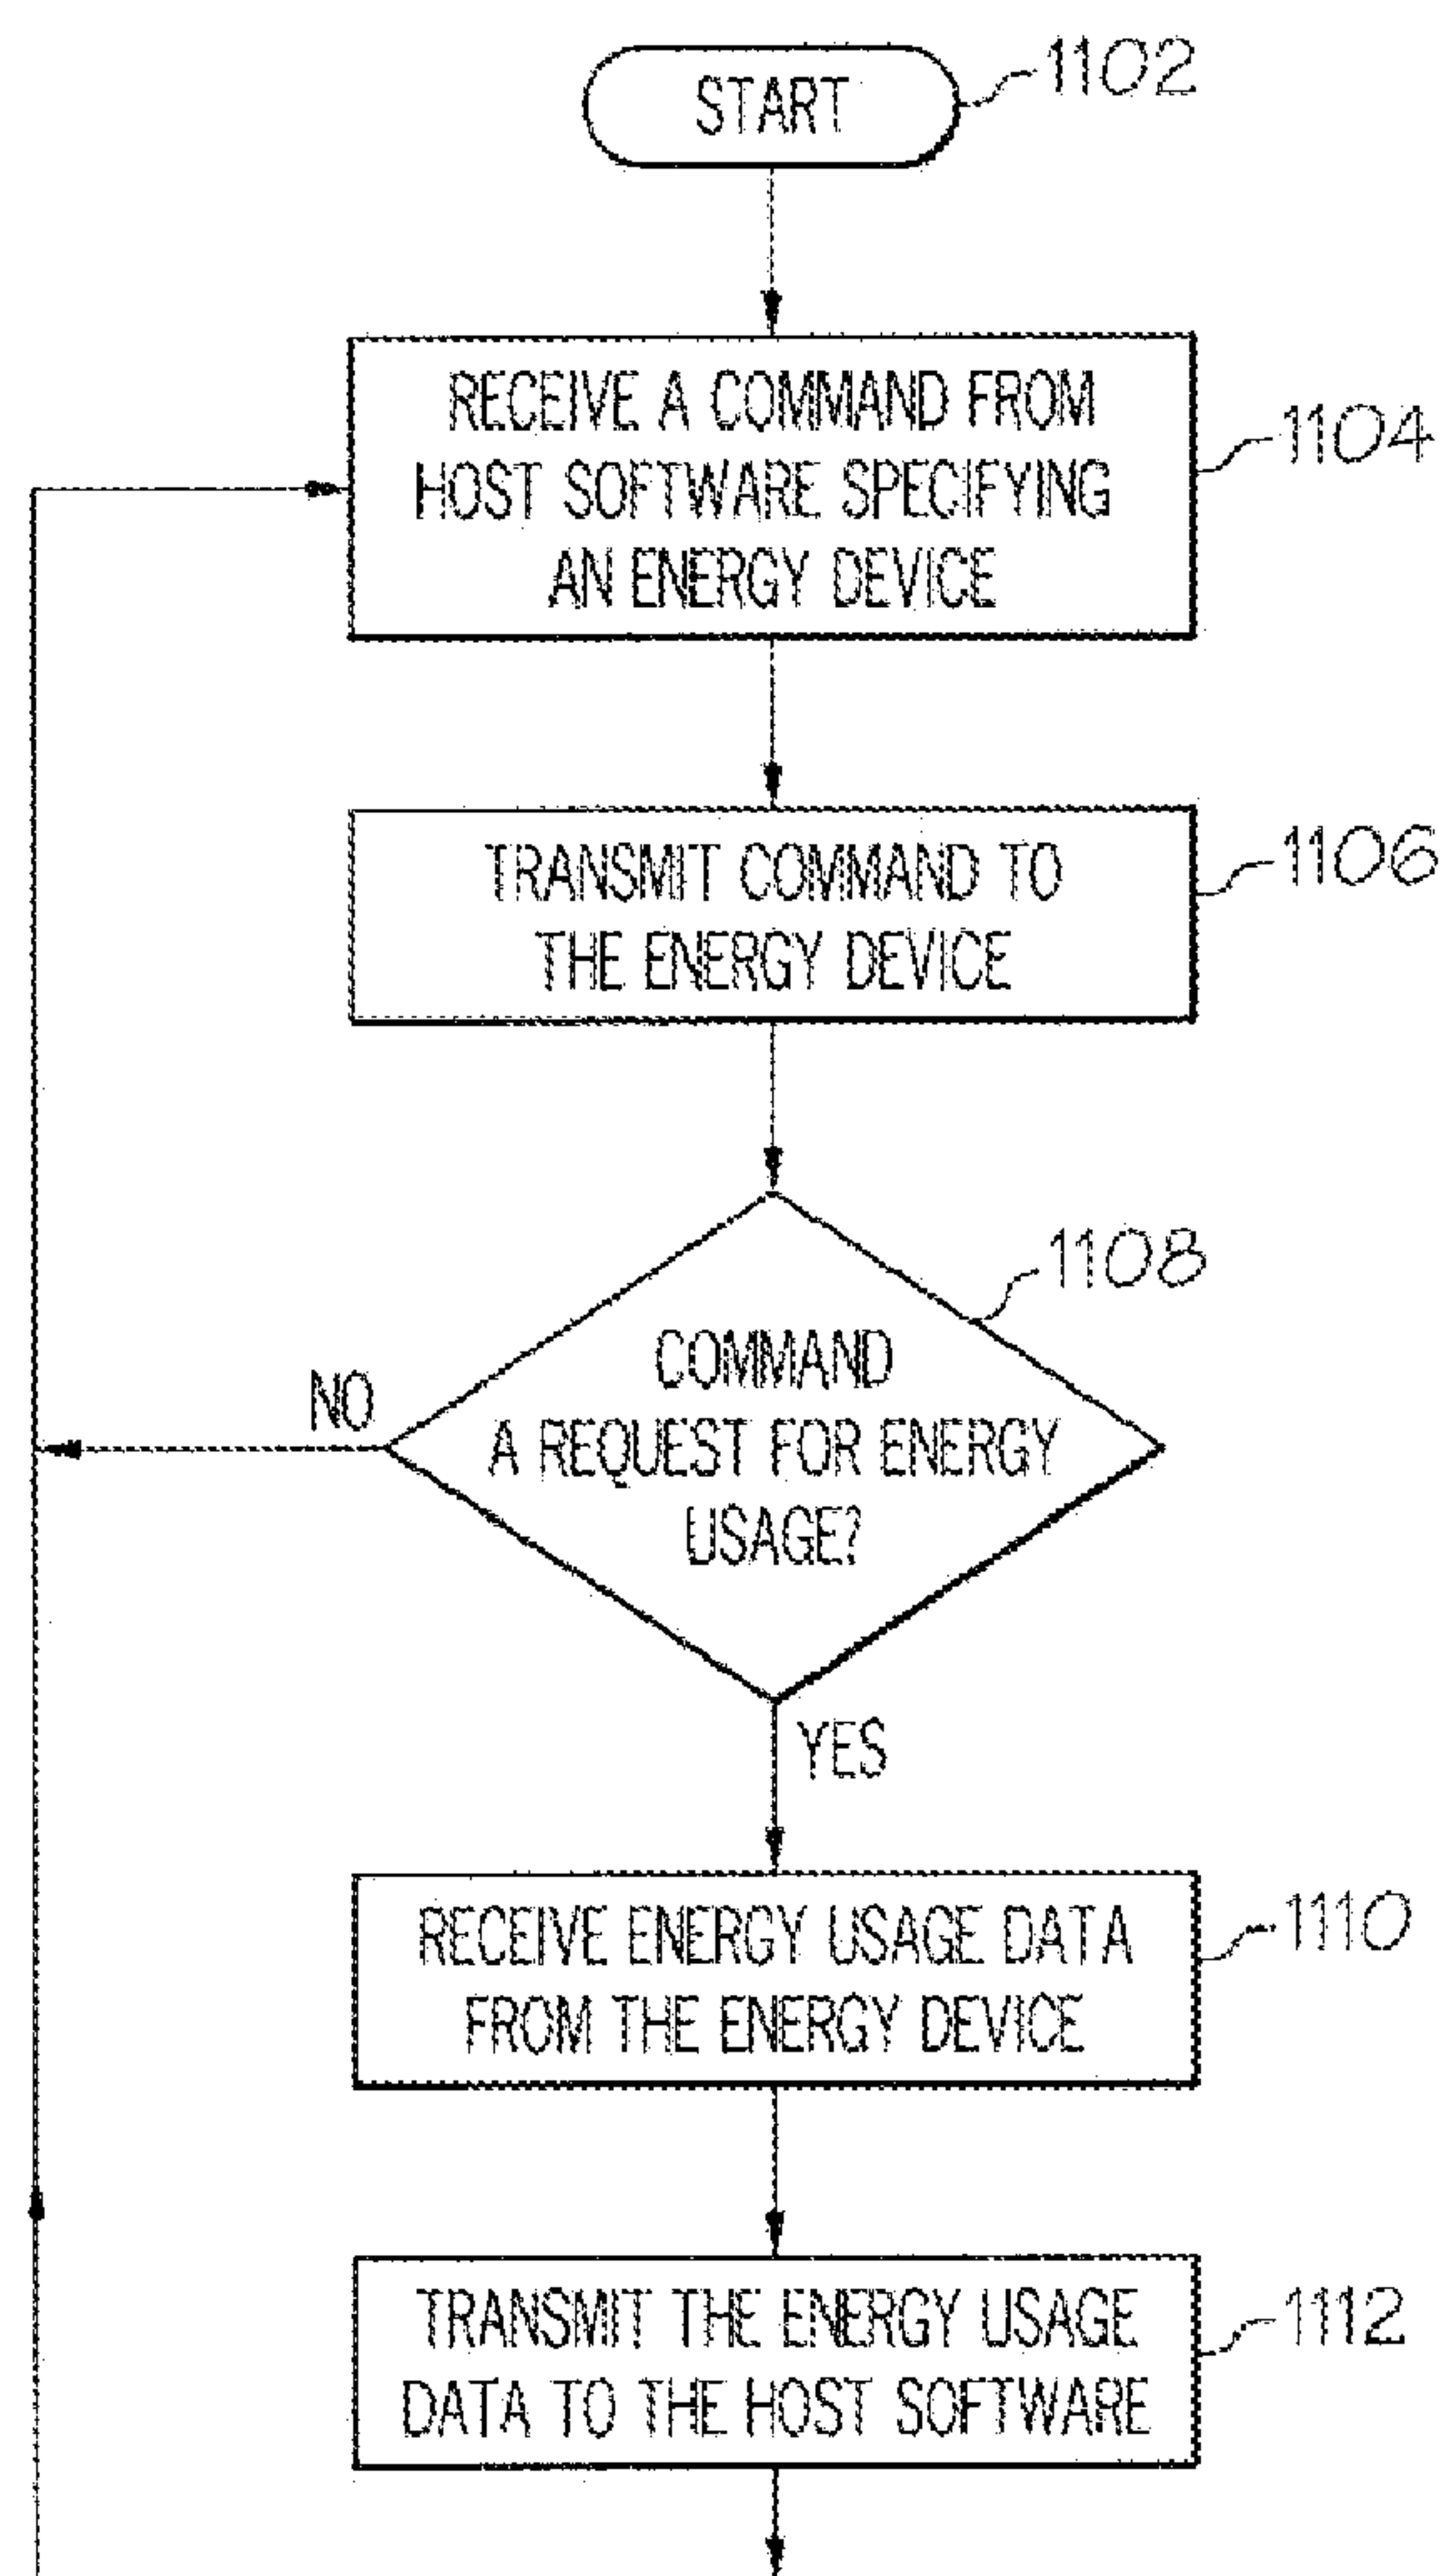 START
1102
RECEIVE A COMMAND FROM
HOST SOFTWARE SPECIFYING
AN ENERGY DEVICE
1104
TRANSMIT COMMAND TO
THE ENERGY DEVICE
1106
1108
COMMAND
A REQUEST FOR ENERGY
USAGE?
NO
YES
RECEIVE ENERGY USAGE DATA
FROM THE ENERGY DEVICE
1110
TRANSMIT THE ENERGY USAGE
DATA TO THE HOST SOFTWARE
1112